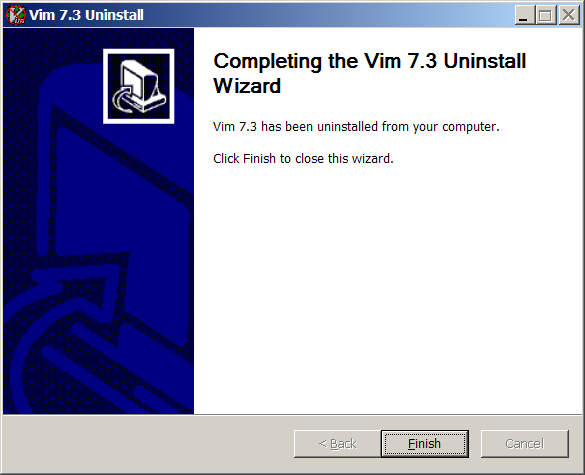 Vim 7.3 Uninstall
Completing the Vim 7.3 Uninstall
Wizard
Vim 7.3 has been uninstalled from your computer.
Click Finish to close this wizard.
< Back
Finish
Cancel